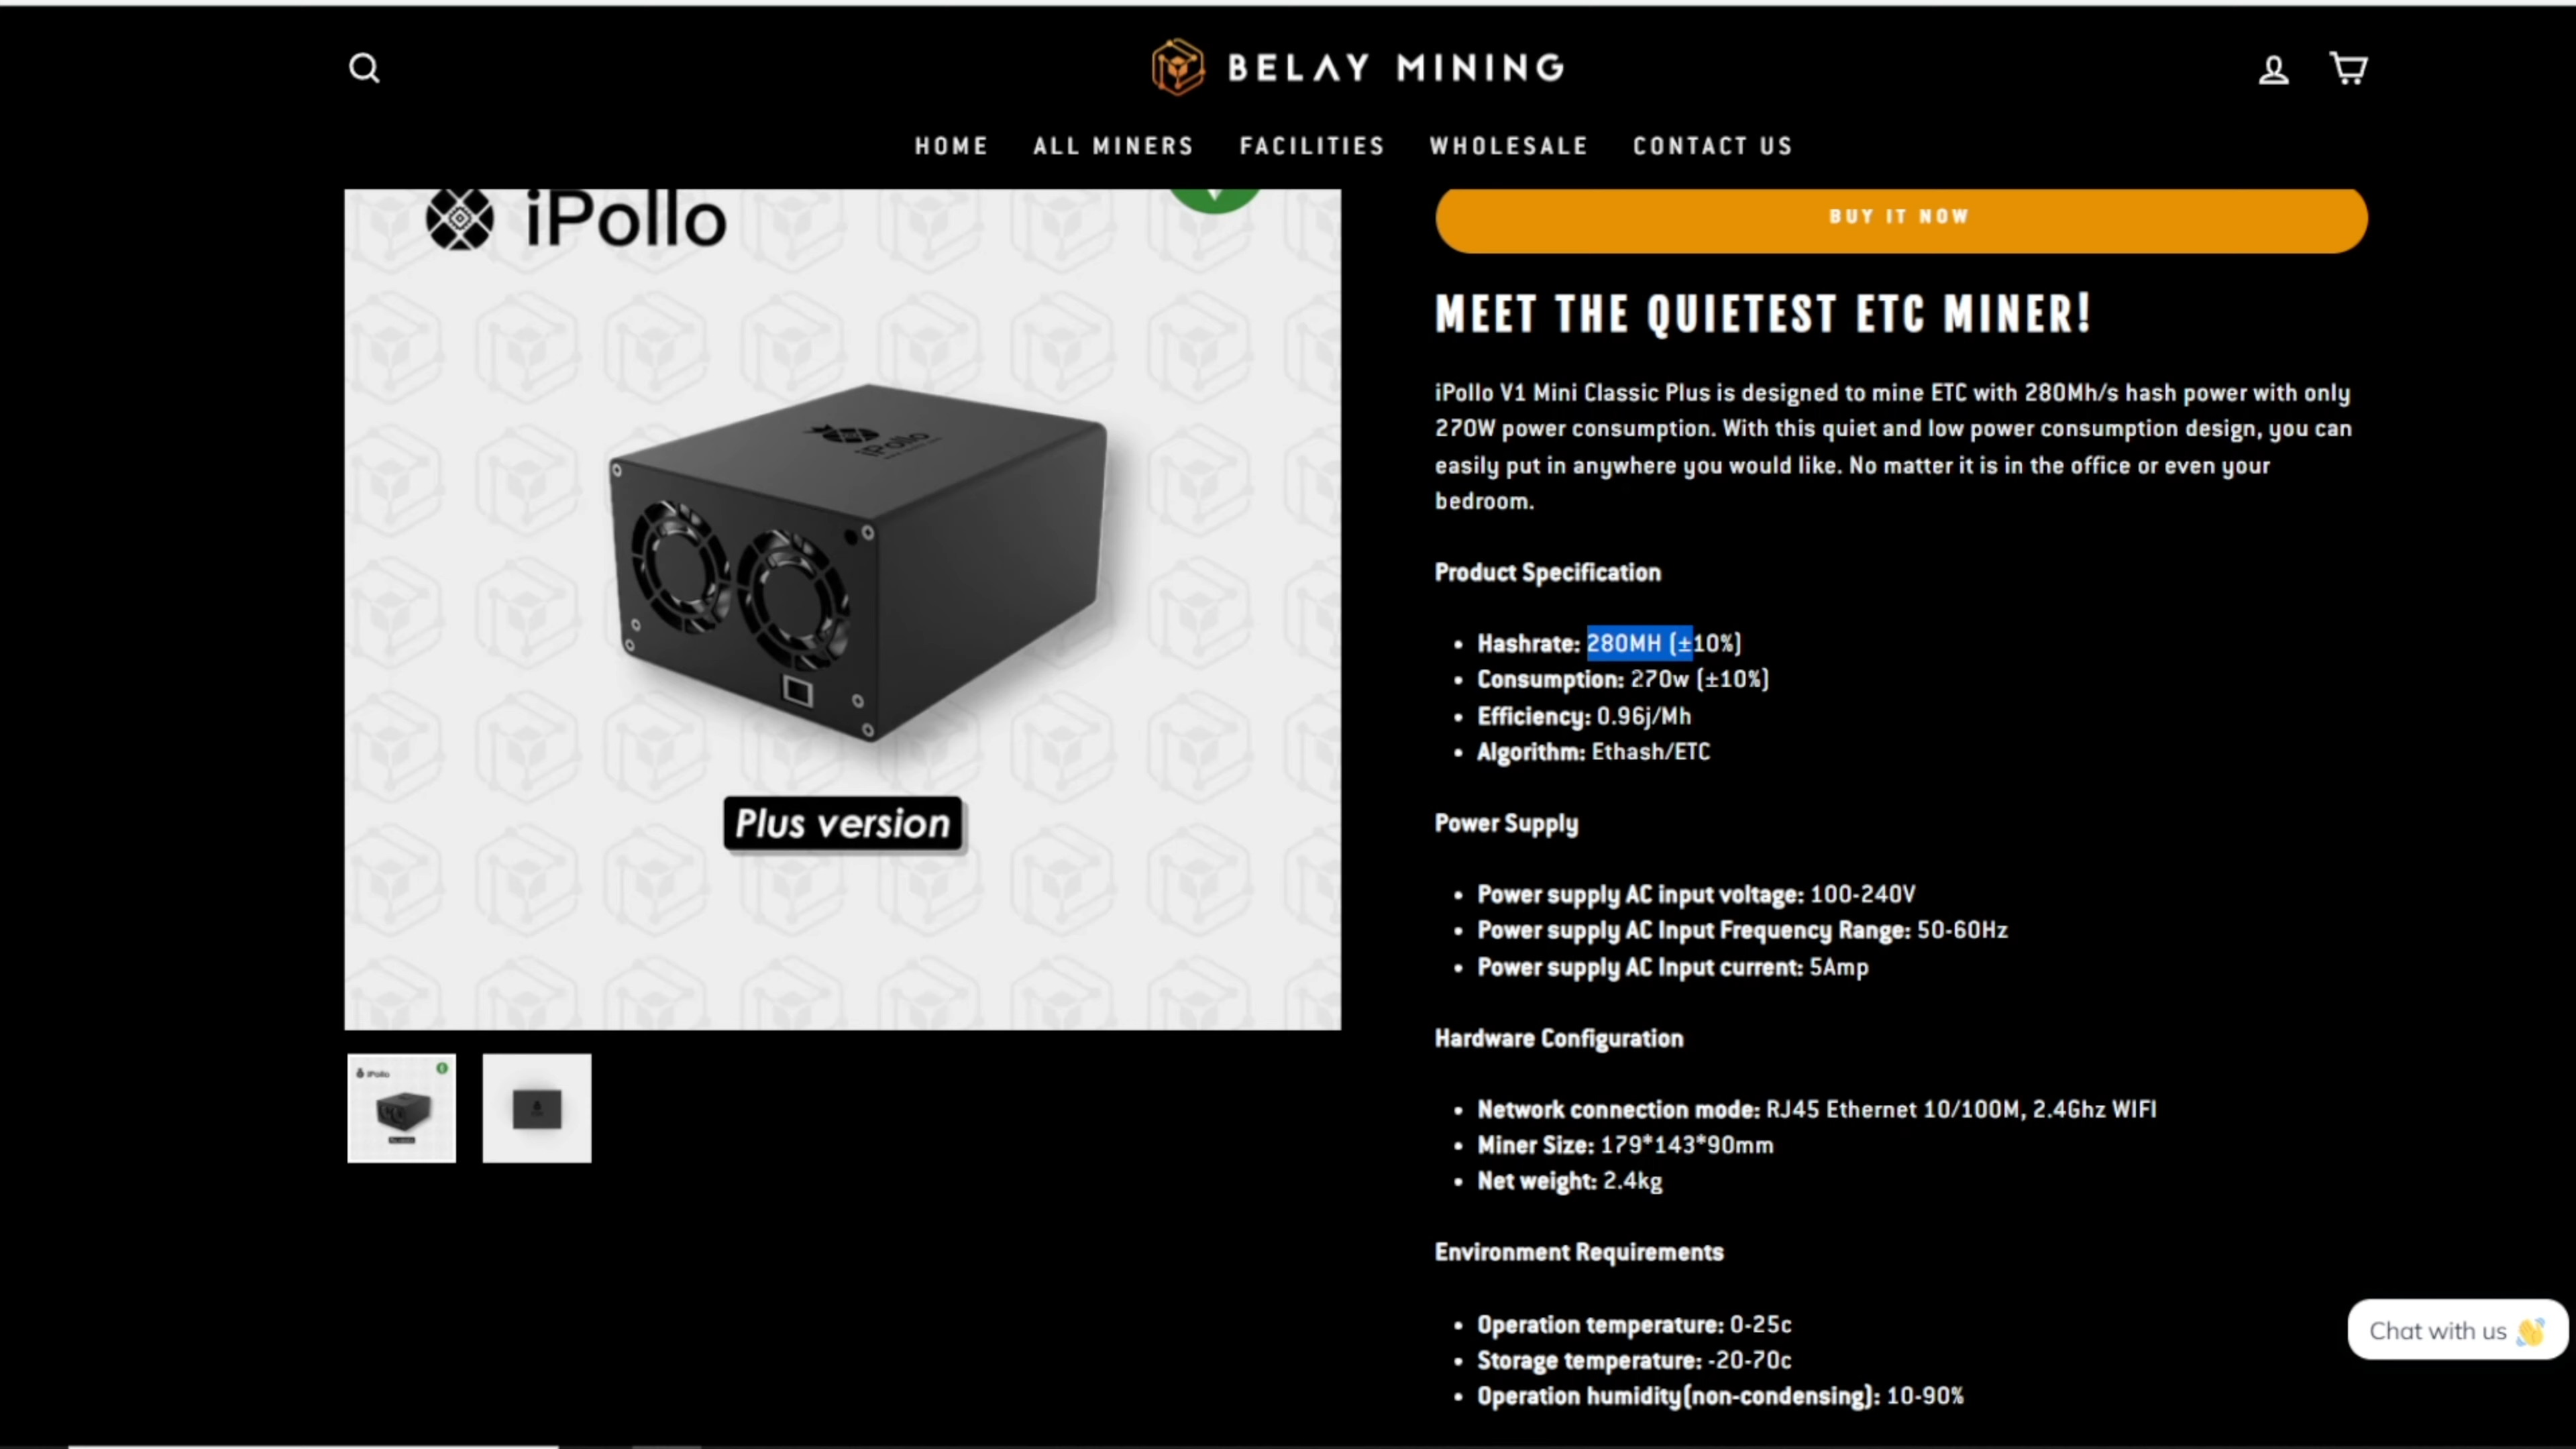 BELAY MINING
HOME ALL MINERS FACILITIES WHOLESALE CONTACT US
iPollo
iPollo
Plus version
BUY IT NOW
MEET THE QUIETEST ETC MINER!
iPollo V1 Mini Classic Plus is designed to mine ETC with 280Mh/s hash power with only
270W power consumption. With this quiet and low power consumption design, you can
easily put in anywhere you would like. No matter it is in the office or even your
bedroom.
Product Specification
• Hashrate: 280MH (±10%)
• Consumption: 270w (±10%)
• Efficiency: 0.96j/Mh
• Algorithm: Ethash/ETC
Power Supply
• Power supply AC input voltage: 100-240V
• Power supply AC Input Frequency Range: 50-60Hz
• Power supply AC Input current: 5Amp
Hardware Configuration
• Network connection mode: RJ45 Ethernet 10/100M, 2.4Ghz WIFI
• Miner Size: 179*143*90mm
• Net weight: 2.4kg
Environment Requirements
• Operation temperature: 0-25c
• Storage temperature: -20-70c
• Operation humidity(non-condensing): 10-90%
iPollo
Chat with us 👋